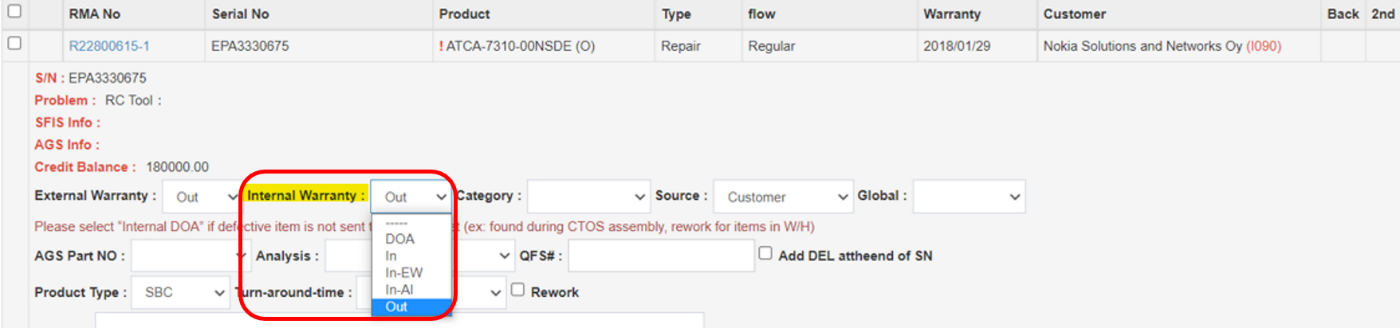 RMA No Serial No Product Type flow Warranty Customer Back 2nd
R22800615-1 EPA3330675 ! ATCA-7310-00NSDE (O) Repair Regular 2018/01/29 Nokia Solutions and Networks Oy (I090)
S/N : EPA3330675
Problem : RC Tool :
SFIS Info :
AGS Info :
Credit Balance : 180000.00
External Warranty : Out Internal Warranty : Out Category : Source : Customer Global :
Please select "Internal DOA" if defective item is not sent (ex: found during CTOS assembly, rework for items in W/H)
-----
DOA
In
In-EW
In-AI
Out
AGS Part NO : Analysis : QFS# : Add DEL attheend of SN
Product Type : SBC Turn-around-time : Rework